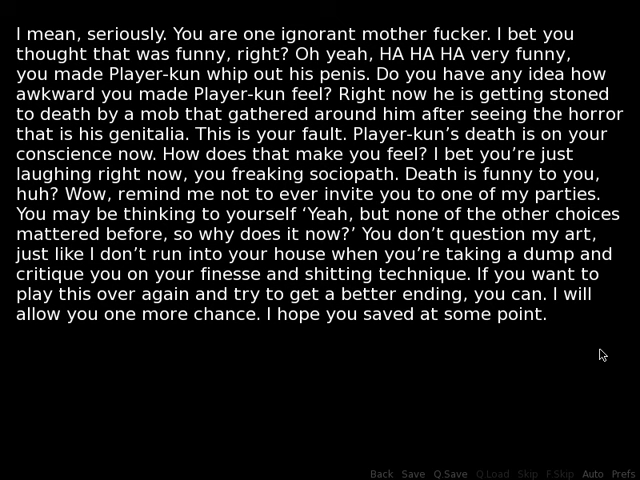 I mean, seriously. You are one ignorant mother fucker. I bet you
thought that was funny, right? Oh yeah, HA HA HA very funny,
you made Player-kun whip out his penis. Do you have any idea how
awkward you made Player-kun feel? Right now he is getting stoned
to death by a mob that gathered around him after seeing the horror
that is his genitalia. This is your fault. Player-kun’s death is on your
conscience now. How does that make you feel? I bet you’re just
laughing right now, you freaking sociopath. Death is funny to you,
huh? Wow, remind me not to ever invite you to one of my parties.
You may be thinking to yourself ‘Yeah, but none of the other choices
mattered before, so why does it now?’ You don’t question my art,
just like I don’t run into your house when you’re taking a dump and
critique you on your finesse and shitting technique. If you want to
play this over again and try to get a better ending, you can. I will
allow you one more chance. I hope you saved at some point.
Back Save Q.Save Q.Load Skip F.Skip Auto Prefs